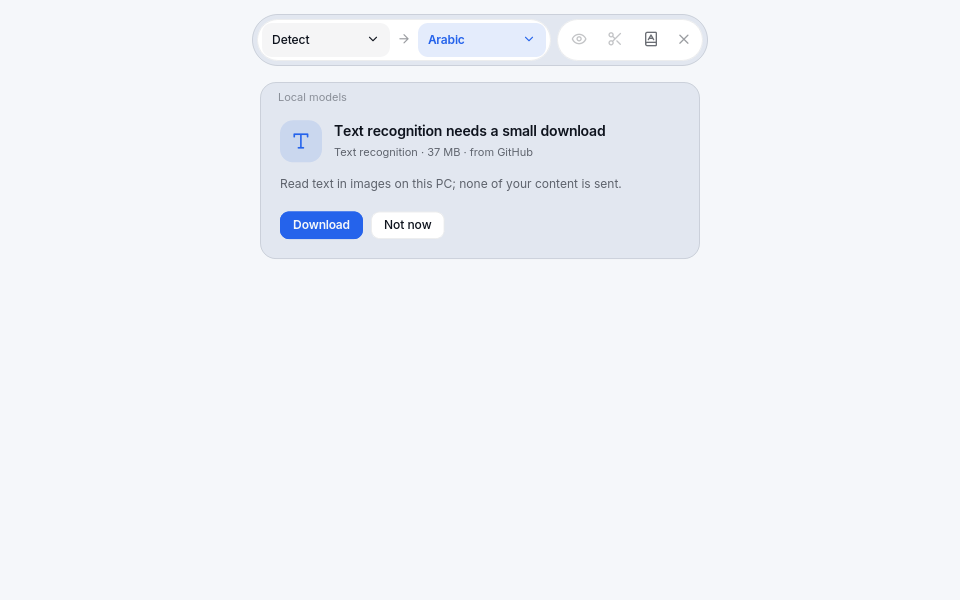 Detect
Arabic
Local models
Text recognition needs a small download
Text recognition · 37 MB · from GitHub
Read text in images on this PC; none of your content is sent.
Download
Not now